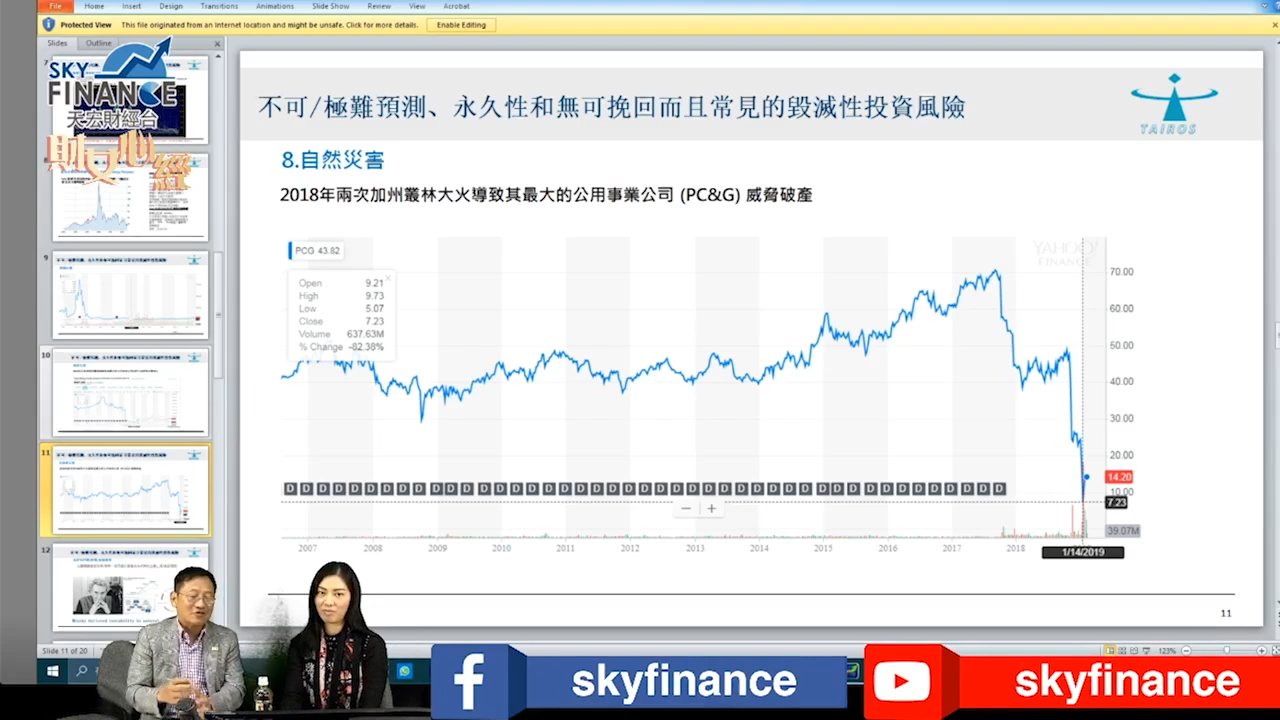 File Home Insert Design Transitions Animations Slide Show Review View Acrobat
Protected View This file originated from an Internet location and might be unsafe. Click for more details. Enable Editing
Slides Outline
SKY
FINANCE
天宏財經台
財女心經
9
10
11
12
不可/極難預測、永久性和無可挽回而且常見的毀滅性投資風險
TAIROS
8.自然災害
2018年兩次加州叢林大火導致其最大的公用事業公司 (PC&G) 威脅破產
PCG 43.82
YAHOO!
FINANCE
Open 9.21
High 9.73
Low 5.07
Close 7.23
Volume 637.63M
% Change -82.38%
70.00
60.00
50.00
40.00
30.00
20.00
14.20
10.00
7.23
39.07M
D D D D D D D D D D D D D D D D D D D D D D D D D D D D D D D D D D D D D D D D D D D D D
− +
2007 2008 2009 2010 2011 2012 2013 2014 2015 2016 2017 2018 1/14/2019
11
Slide 11 of 20
123%
skyfinance
skyfinance